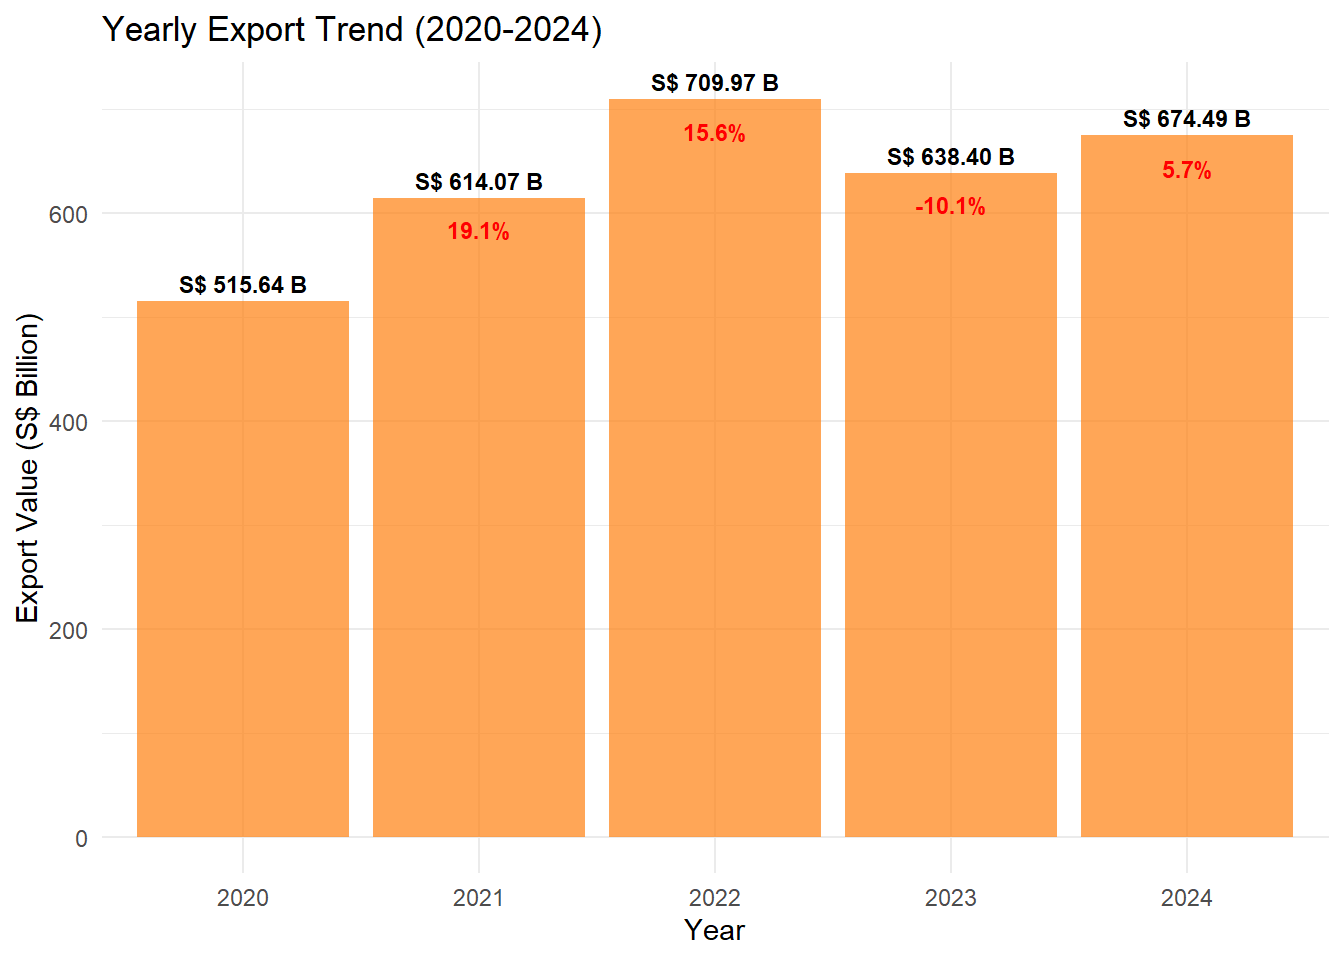 Yearly Export Trend (2020-2024)
Export Value (S$ Billion)
600
400
200
0
S$ 515.64 B
S$ 614.07 B
19.1%
S$ 709.97 B
15.6%
S$ 638.40 B
-10.1%
S$ 674.49 B
5.7%
2020
2021
2022
2023
2024
Year